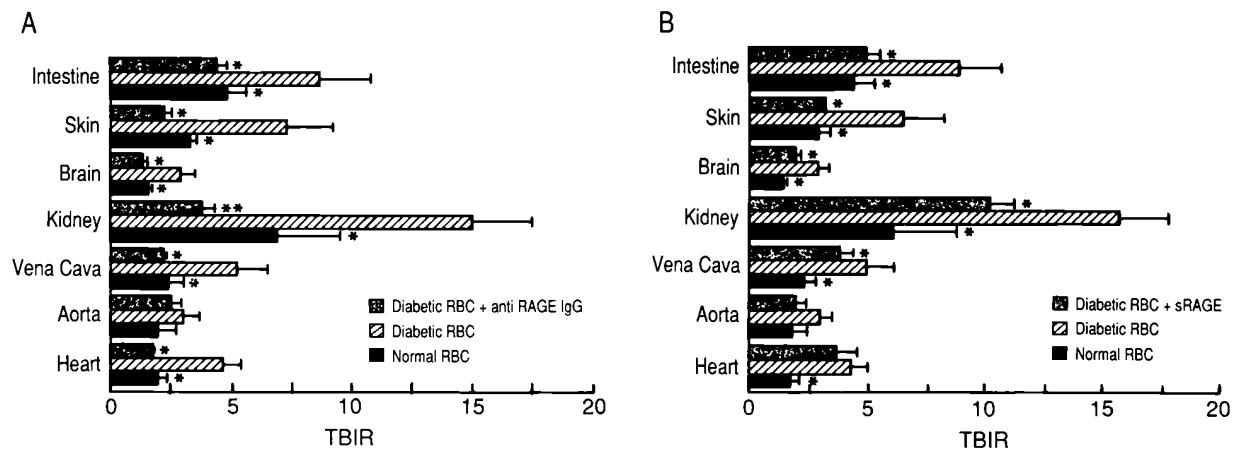 A
Intestine
*
*
Skin
*
*
Brain
*
*
Kidney
**
*
Vena Cava
*
*
Aorta
Heart
*
*
Diabetic RBC + anti RAGE IgG
Diabetic RBC
Normal RBC
0 5 10 15 20
TBIR
B
Intestine
*
*
Skin
*
*
Brain
*
*
Kidney
*
*
Vena Cava
*
*
Aorta
Heart
*
Diabetic RBC + sRAGE
Diabetic RBC
Normal RBC
0 5 10 15 20
TBIR